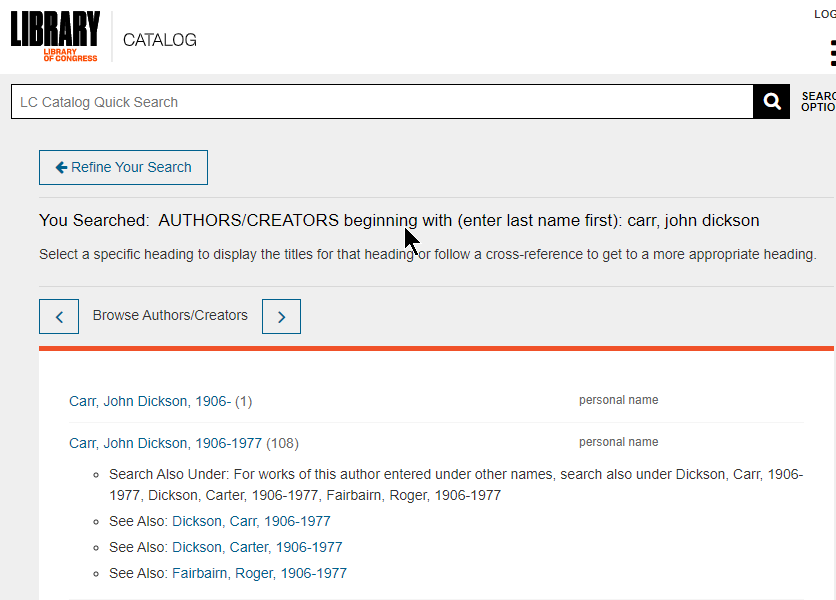 LIBRARY
LIBRARY
OF CONGRESS
CATALOG
LOG
LC Catalog Quick Search
SEARC
OPTIO
Refine Your Search
You Searched: AUTHORS/CREATORS beginning with (enter last name first): carr, john dickson
Select a specific heading to display the titles for that heading or follow a cross-reference to get to a more appropriate heading.
Browse Authors/Creators
Carr, John Dickson, 1906- (1) personal name
Carr, John Dickson, 1906-1977 (108) personal name
Search Also Under: For works of this author entered under other names, search also under Dickson, Carr, 1906-
1977, Dickson, Carter, 1906-1977, Fairbairn, Roger, 1906-1977
See Also: Dickson, Carr, 1906-1977
See Also: Dickson, Carter, 1906-1977
See Also: Fairbairn, Roger, 1906-1977